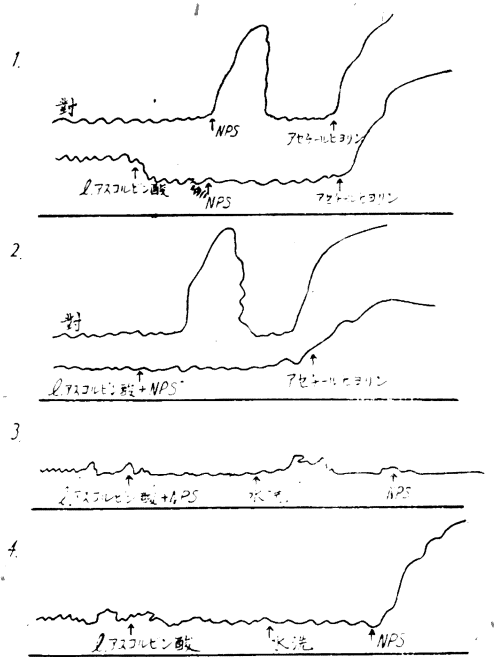 1.
對
↑NPS
アセチールヒヨリン
l.アスコルビン酸
NPS
アセチールヒヨリン
2.
對
l.アスコルビン酸+NPS
アセチールヒヨリン
3.
l.アスコルビン酸+NPS
水洗
NPS
4.
l.アスコルビン酸
水洗
↑NPS